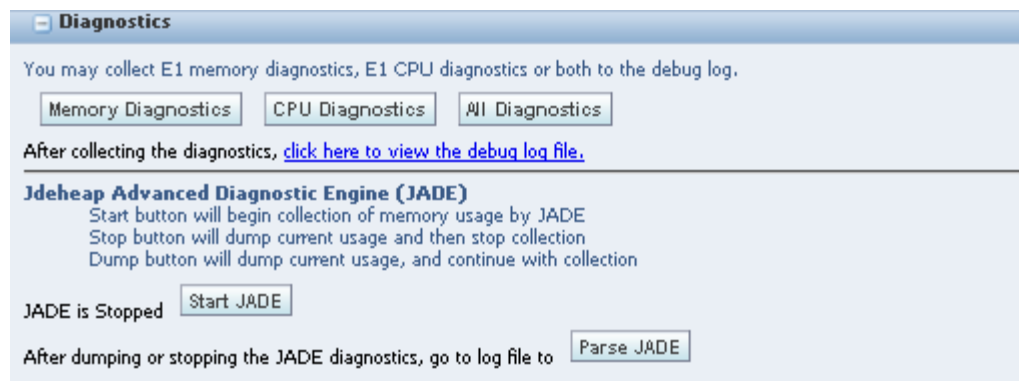 Diagnostics
You may collect E1 memory diagnostics, E1 CPU diagnostics or both to the debug log.
Memory Diagnostics CPU Diagnostics All Diagnostics
After collecting the diagnostics, click here to view the debug log file.
Jdeheap Advanced Diagnostic Engine (JADE)
Start button will begin collection of memory usage by JADE
Stop button will dump current usage and then stop collection
Dump button will dump current usage, and continue with collection
JADE is Stopped Start JADE
After dumping or stopping the JADE diagnostics, go to log file to Parse JADE